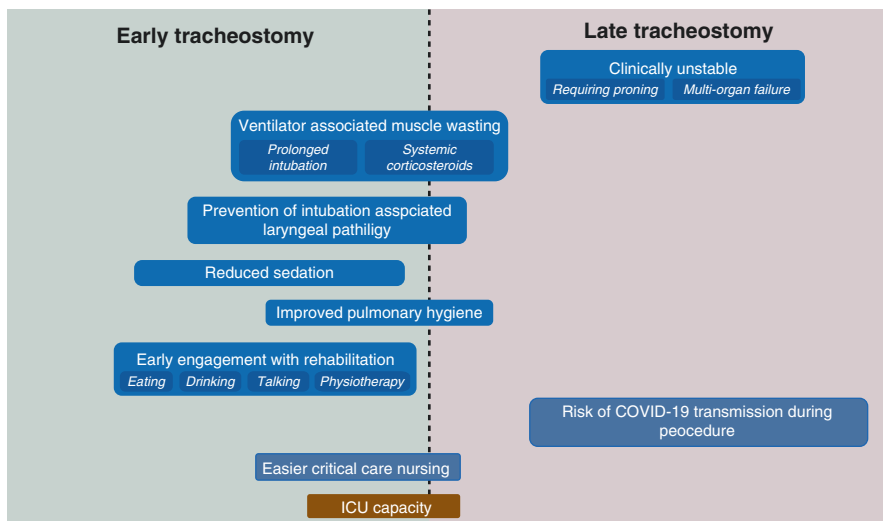 Early tracheostomy
Late tracheostomy
Clinically unstable
Requiring proning
Multi-organ failure
Ventilator associated muscle wasting
Prolonged
intubation
Systemic
corticosteroids
Prevention of intubation asspciated
laryngeal pathiligy
Reduced sedation
Improved pulmonary hygiene
Early engagement with rehabilitation
Eating
Drinking
Talking
Physiotherapy
Risk of COVID-19 transmission during
peocedure
Easier critical care nursing
ICU capacity